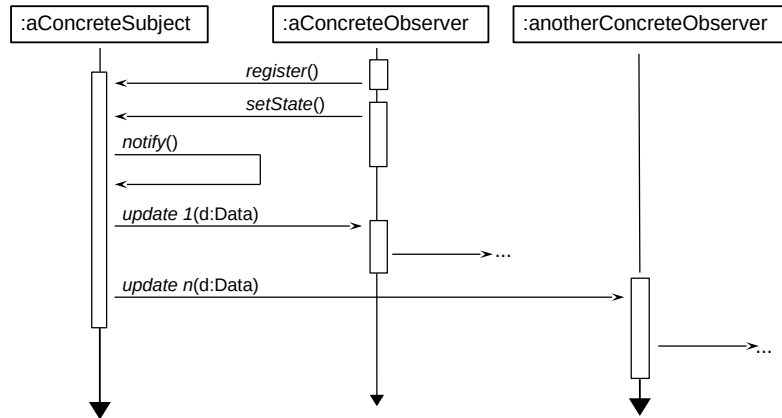 :aConcreteSubject
:aConcreteObserver
:anotherConcreteObserver
register()
setState()
notify()
update 1(d:Data)
...
update n(d:Data)
...